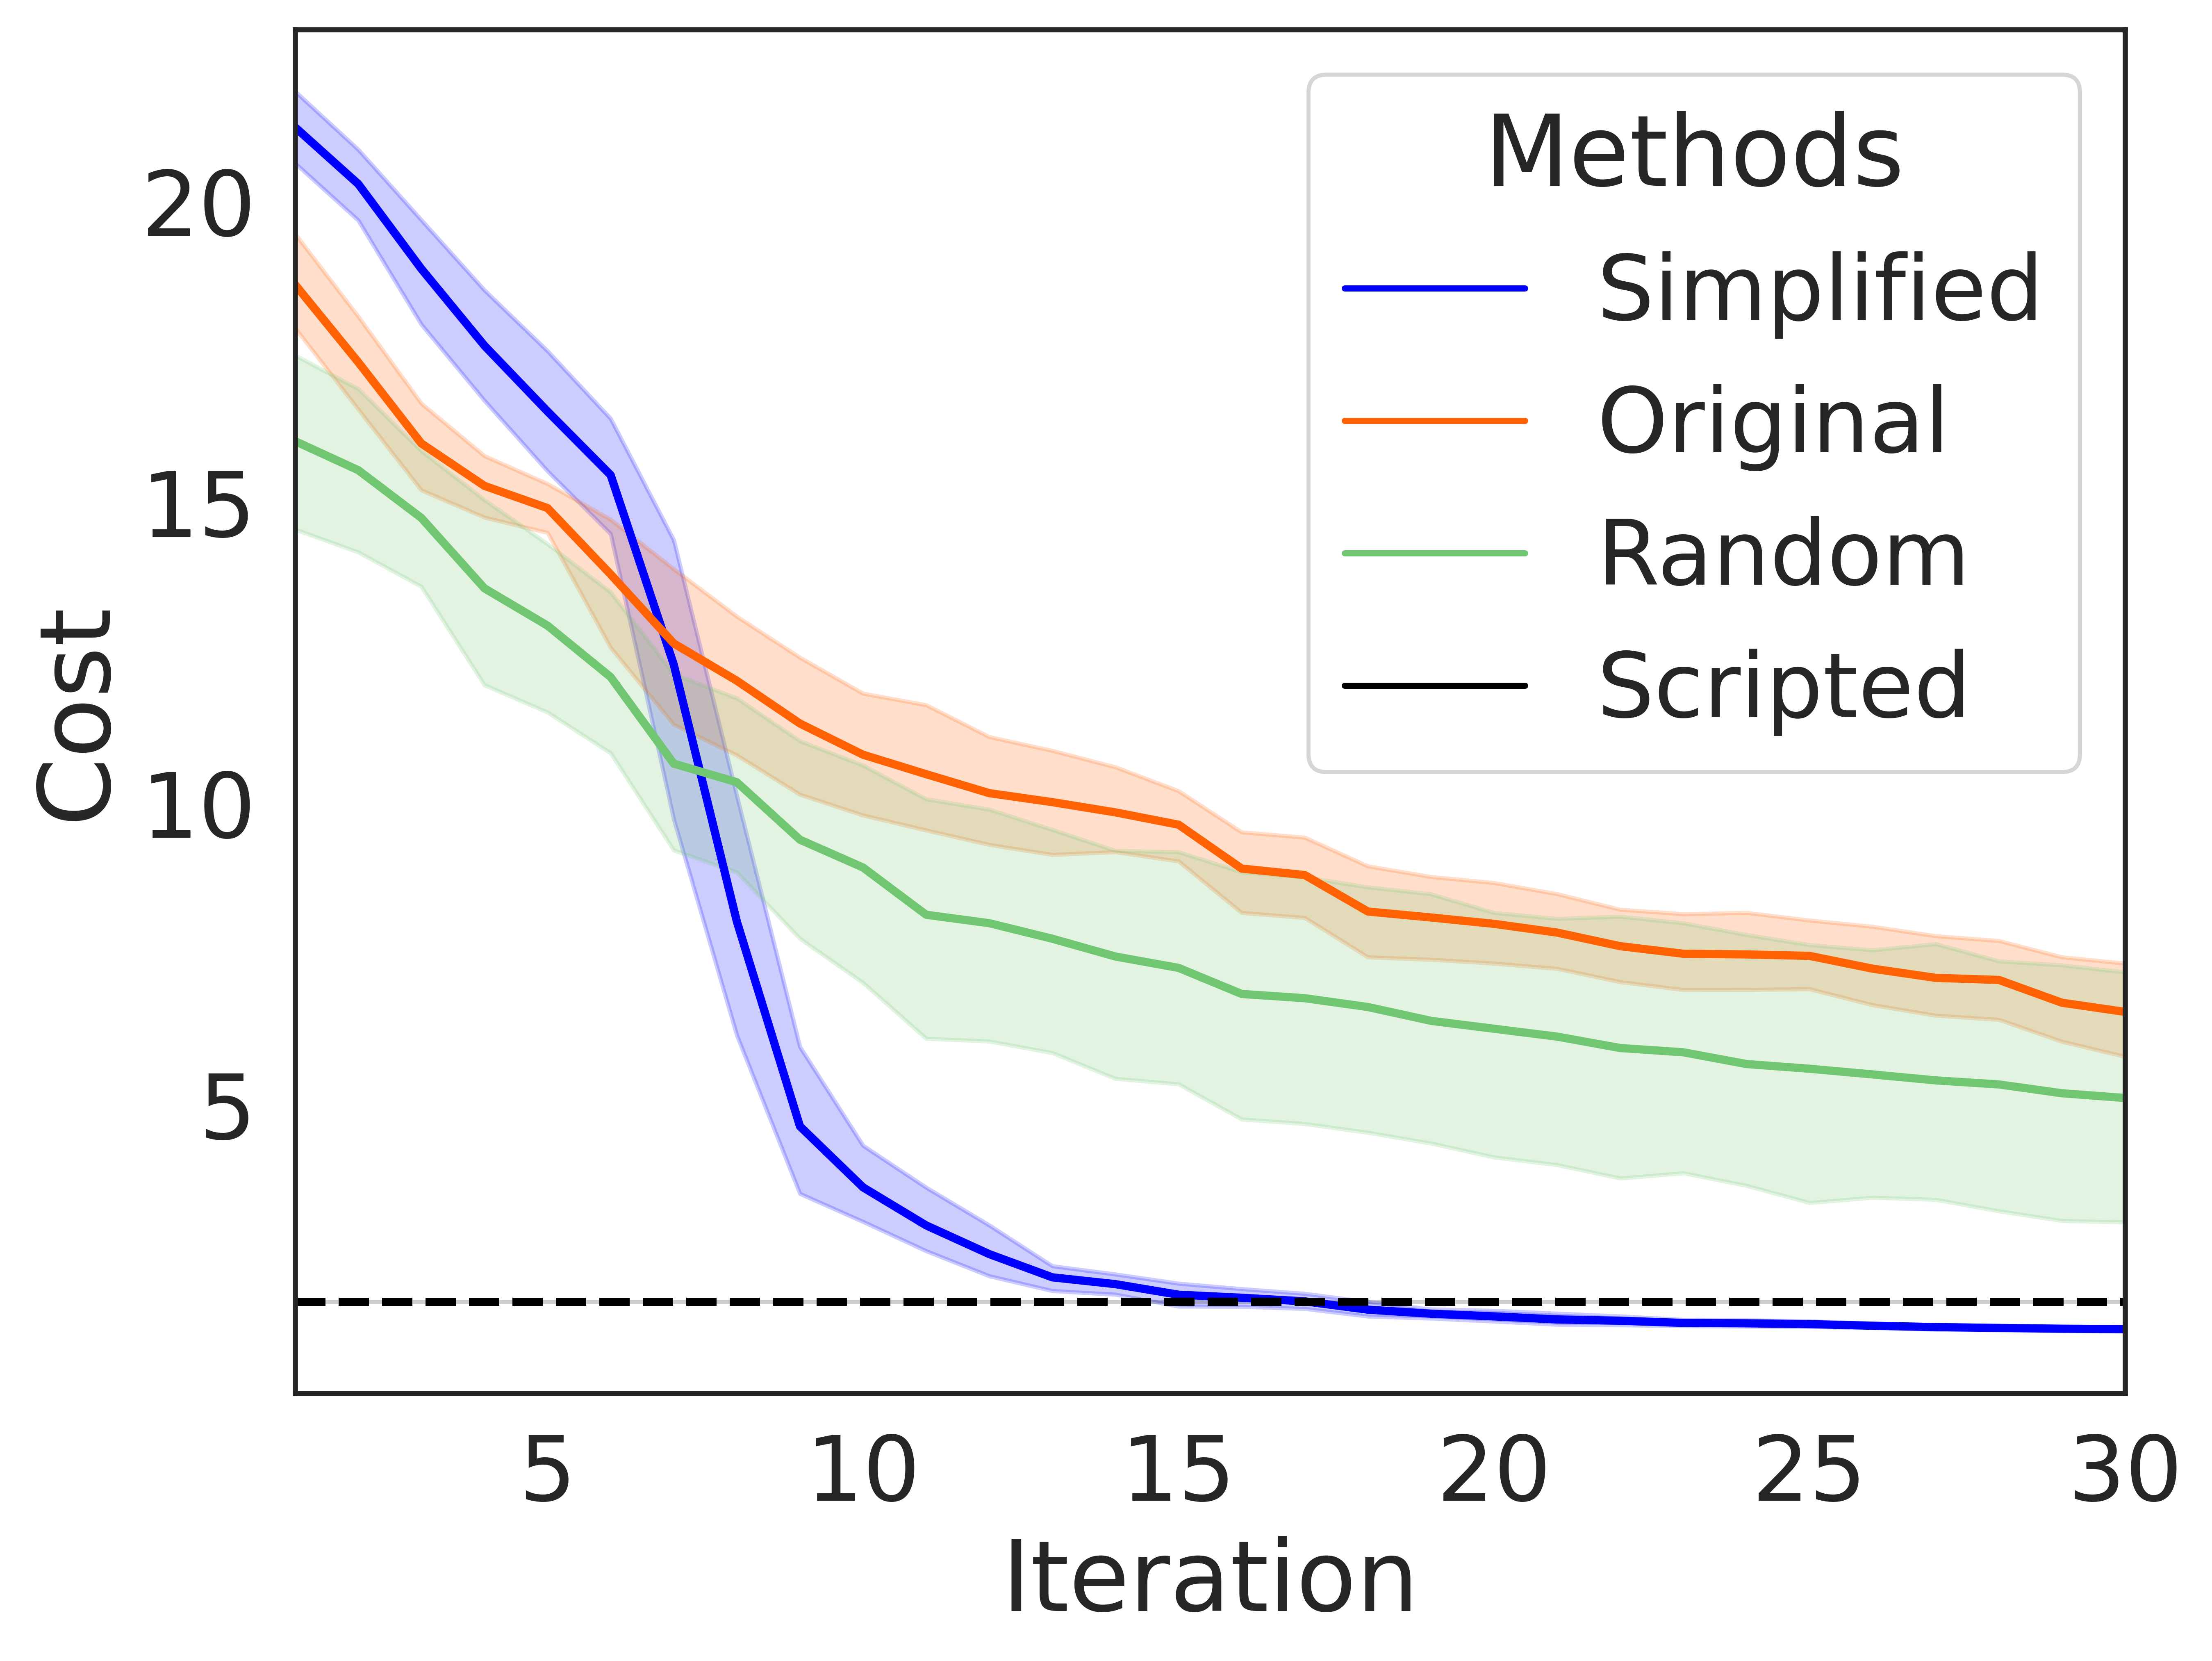 Methods
Simplified
Original
Random
Scripted
Cost
20
15
10
5
5 10 15 20 25 30
Iteration